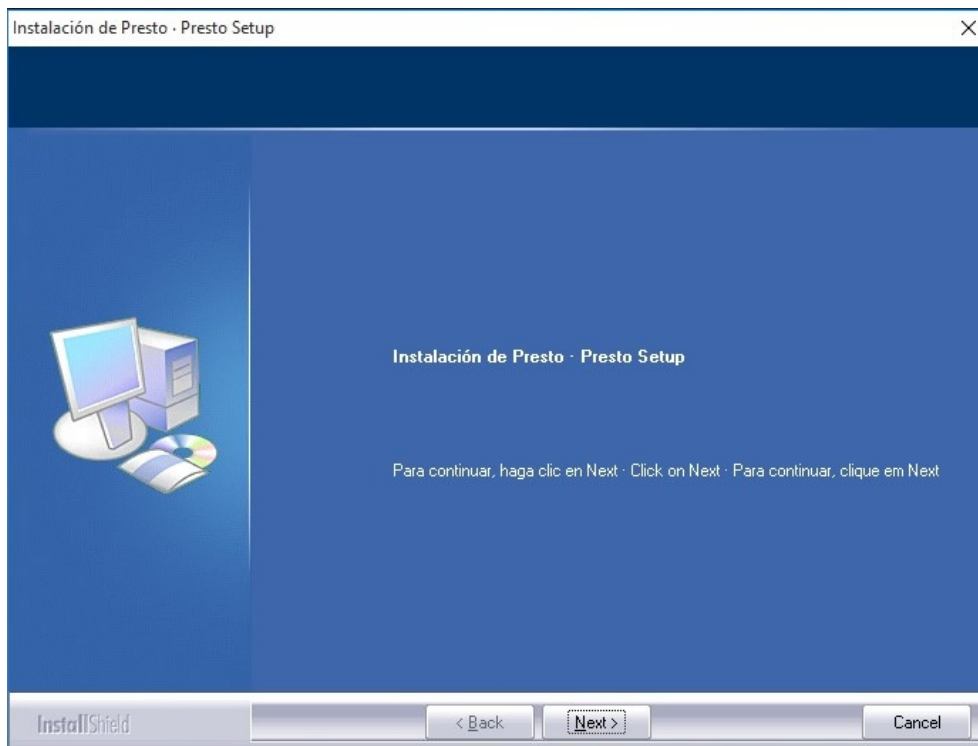 Instalación de Presto · Presto Setup
Instalación de Presto · Presto Setup
Para continuar, haga clic en Next · Click on Next · Para continuar, clique em Next
InstallShield
< Back
Next >
Cancel